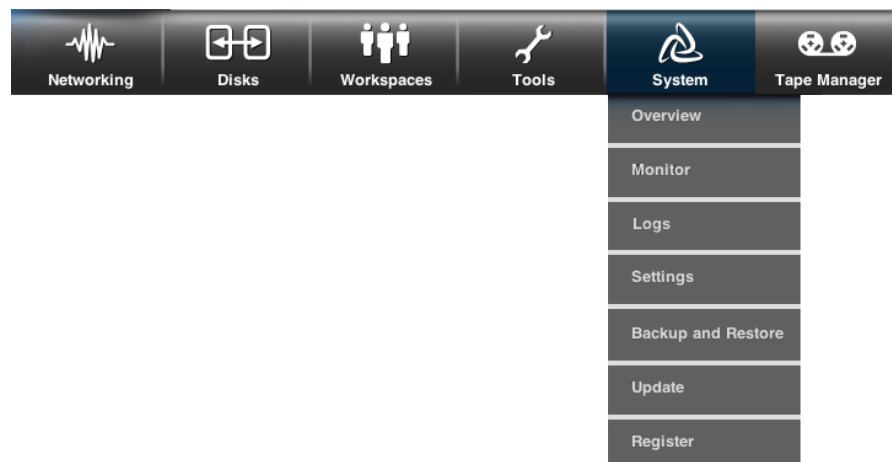 Networking Disks Workspaces Tools System Tape Manager
Overview
Monitor
Logs
Settings
Backup and Restore
Update
Register